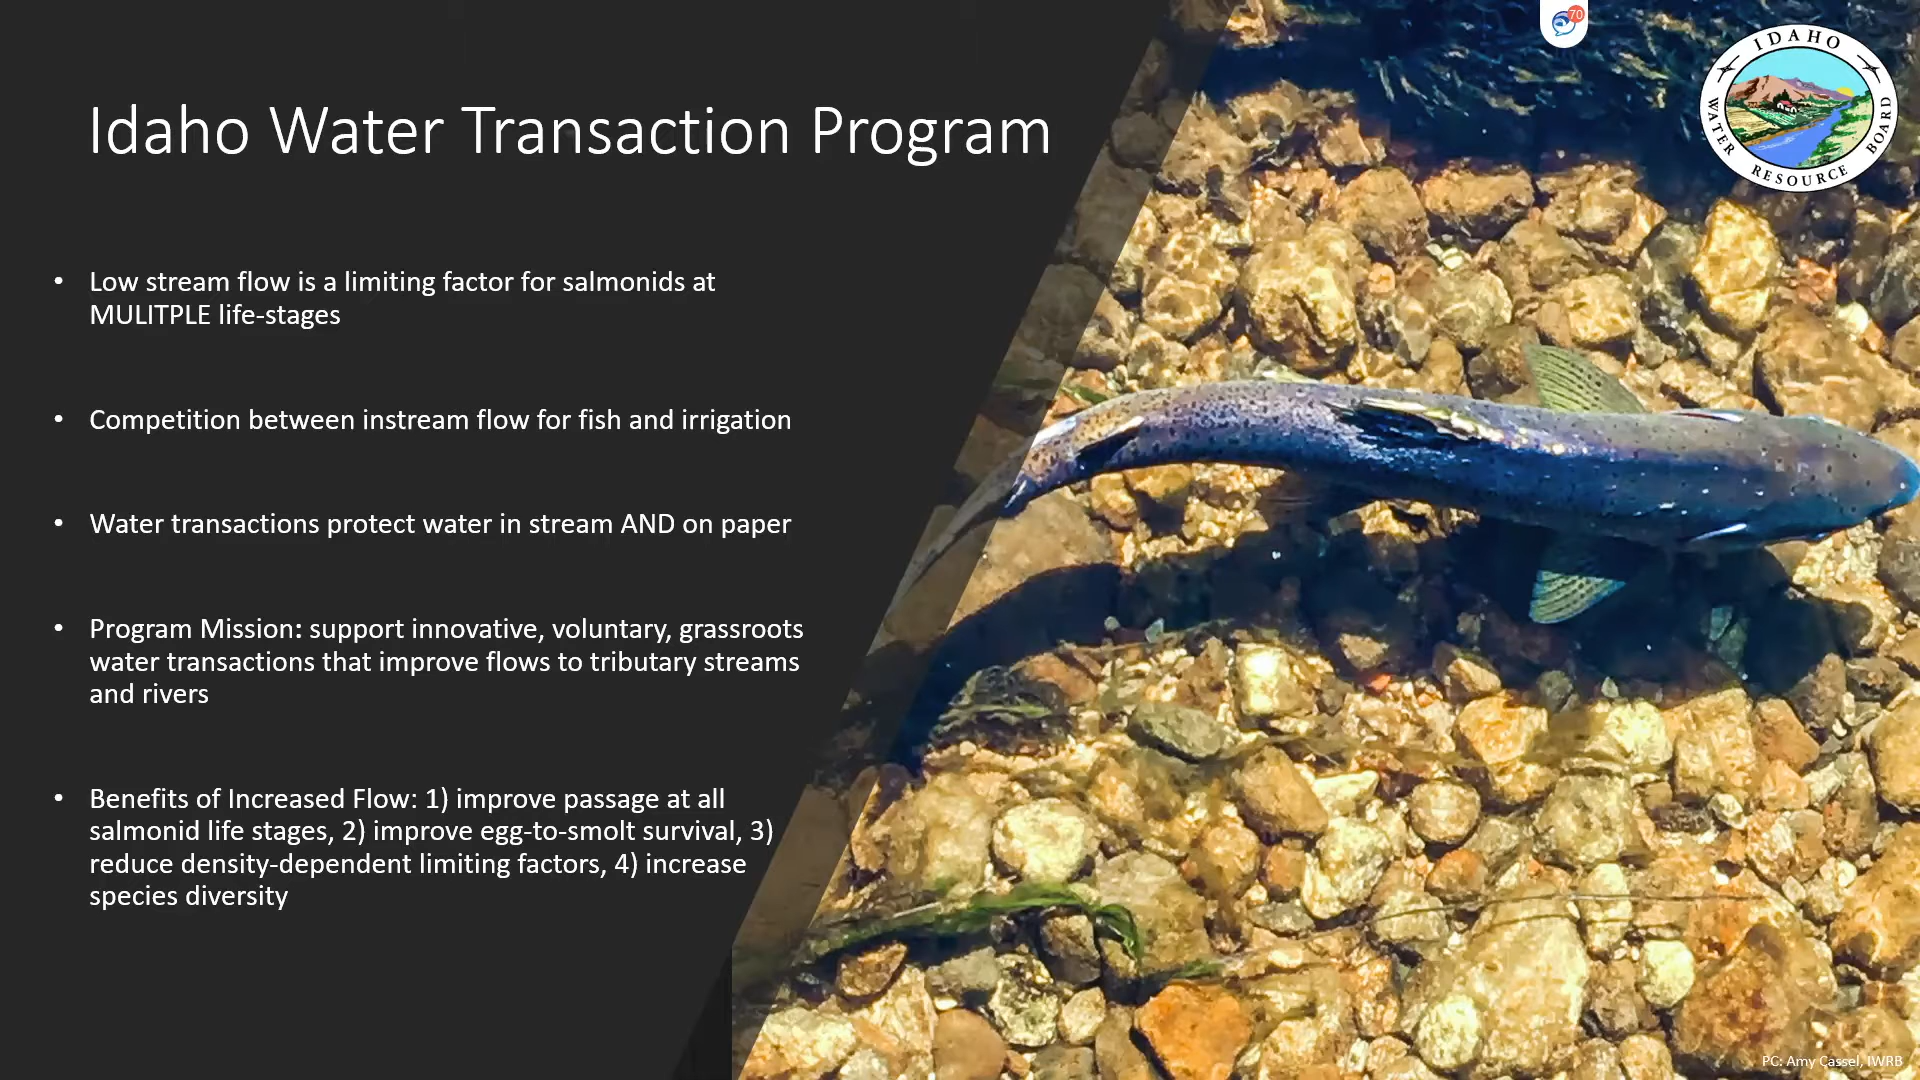 70
IDAHO
WATER RESOURCE BOARD
Idaho Water Transaction Program
• Low stream flow is a limiting factor for salmonids at
MULITPLE life-stages
• Competition between instream flow for fish and irrigation
• Water transactions protect water in stream AND on paper
• Program Mission: support innovative, voluntary, grassroots
water transactions that improve flows to tributary streams
and rivers
• Benefits of Increased Flow: 1) improve passage at all
salmonid life stages, 2) improve egg-to-smolt survival, 3)
reduce density-dependent limiting factors, 4) increase
species diversity
PC: Amy Cassel, IWRB